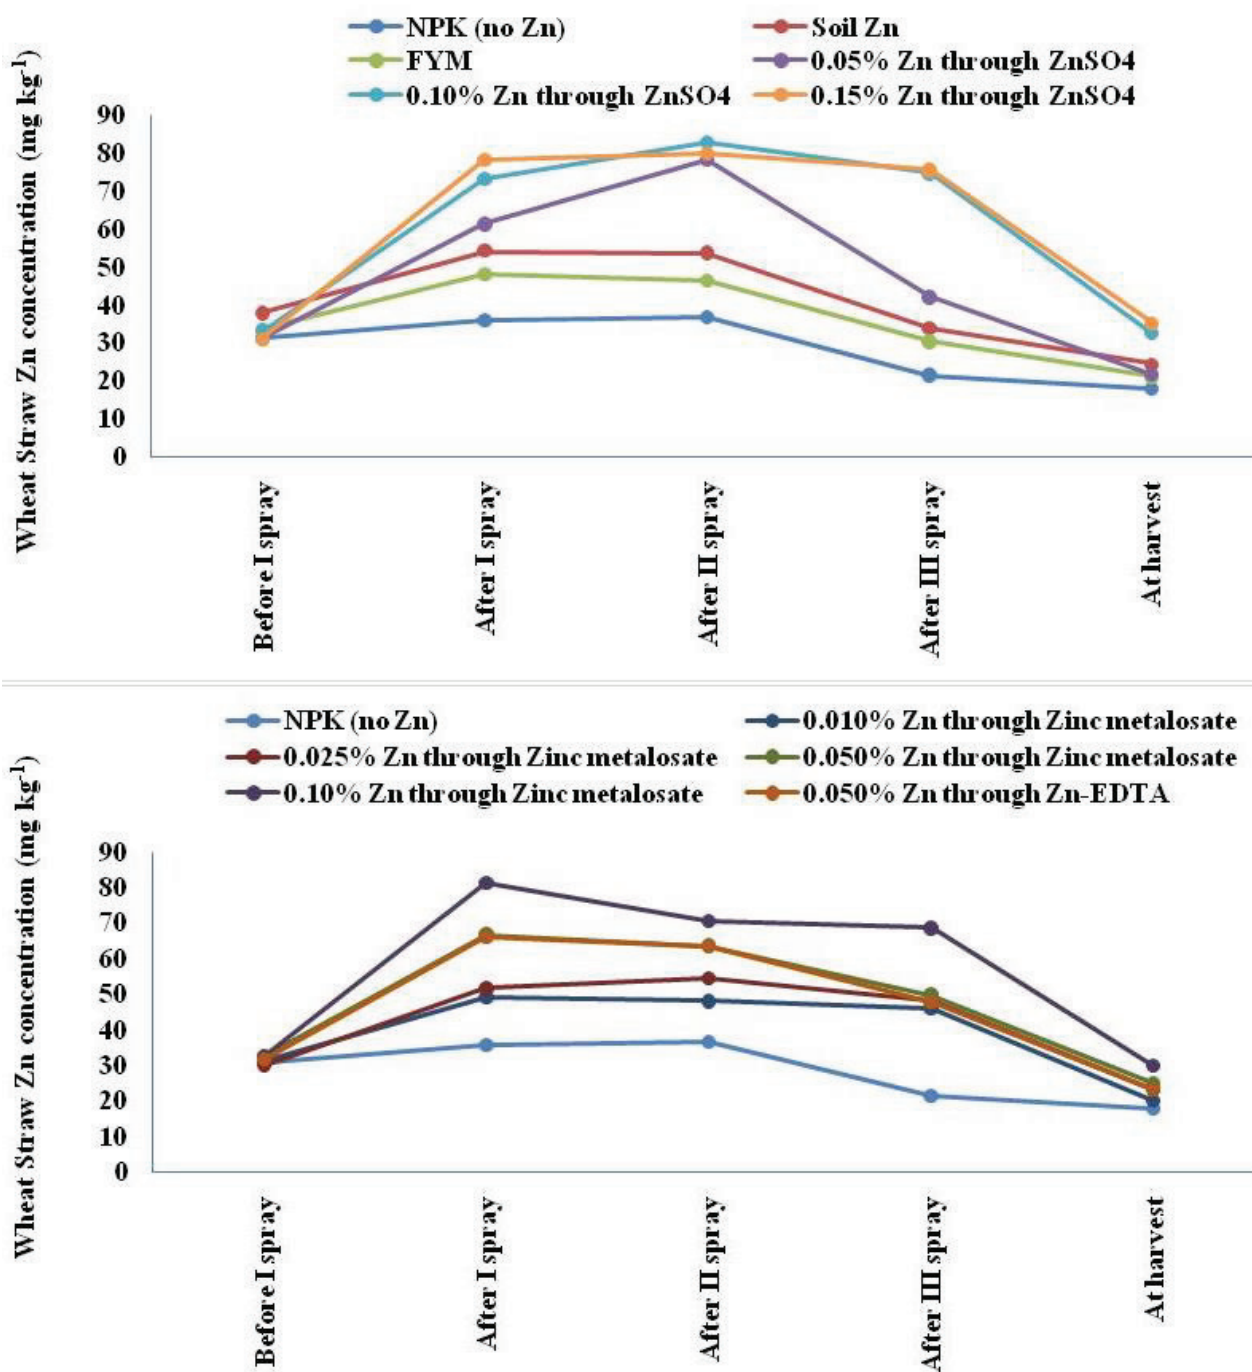 NPK (no Zn) Soil Zn
FYM 0.05% Zn through ZnSO4
0.10% Zn through ZnSO4 0.15% Zn through ZnSO4
Wheat Straw Zn concentration (mg kg-1)
90
80
70
60
50
40
30
20
10
0
Before I spray
After I spray
After II spray
After III spray
At harvest
NPK (no Zn) 0.010% Zn through Zinc metalosate
0.025% Zn through Zinc metalosate 0.050% Zn through Zinc metalosate
0.10% Zn through Zinc metalosate 0.050% Zn through Zn-EDTA
Wheat Straw Zn concentration (mg kg-1)
90
80
70
60
50
40
30
20
10
0
Before I spray
After I spray
After II spray
After III spray
At harvest